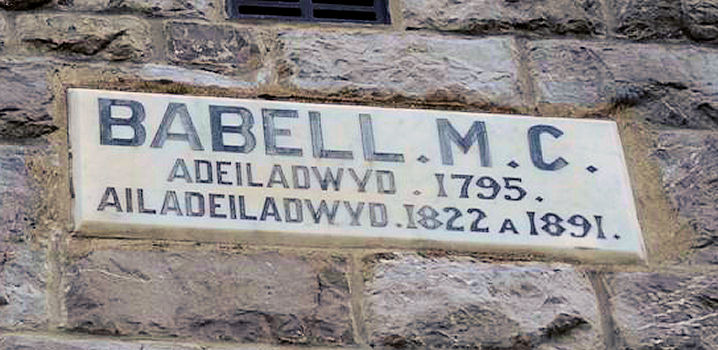 BABELL.M.C.
ADEILADWYD.1795.
AILADEILADWYD.1822 A 1891.